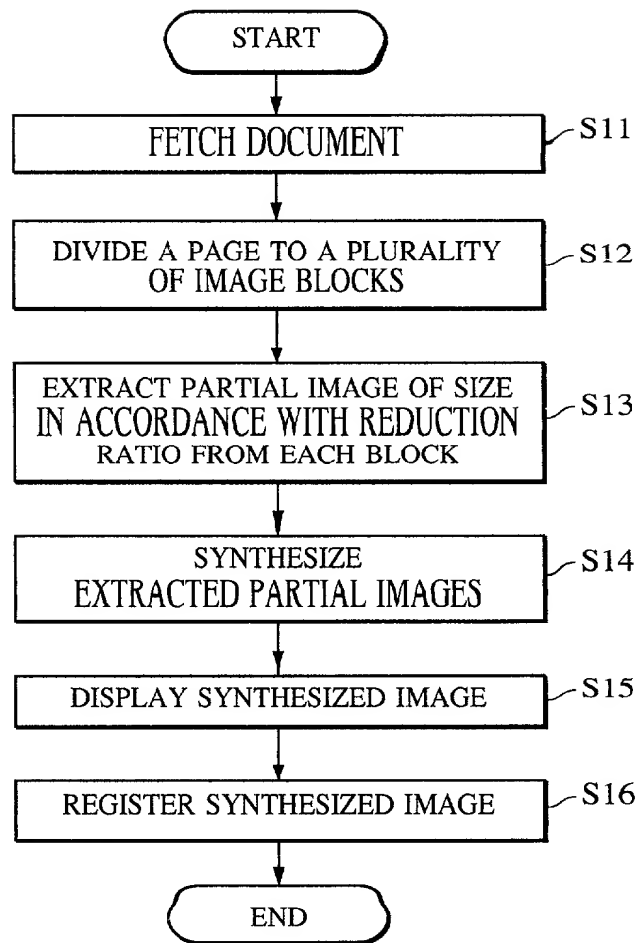 START
FETCH DOCUMENT
S11
DIVIDE A PAGE TO A PLURALITY
OF IMAGE BLOCKS
S12
EXTRACT PARTIAL IMAGE OF SIZE
IN ACCORDANCE WITH REDUCTION
RATIO FROM EACH BLOCK
S13
SYNTHESIZE
EXTRACTED PARTIAL IMAGES
S14
DISPLAY SYNTHESIZED IMAGE
S15
REGISTER SYNTHESIZED IMAGE
S16
END